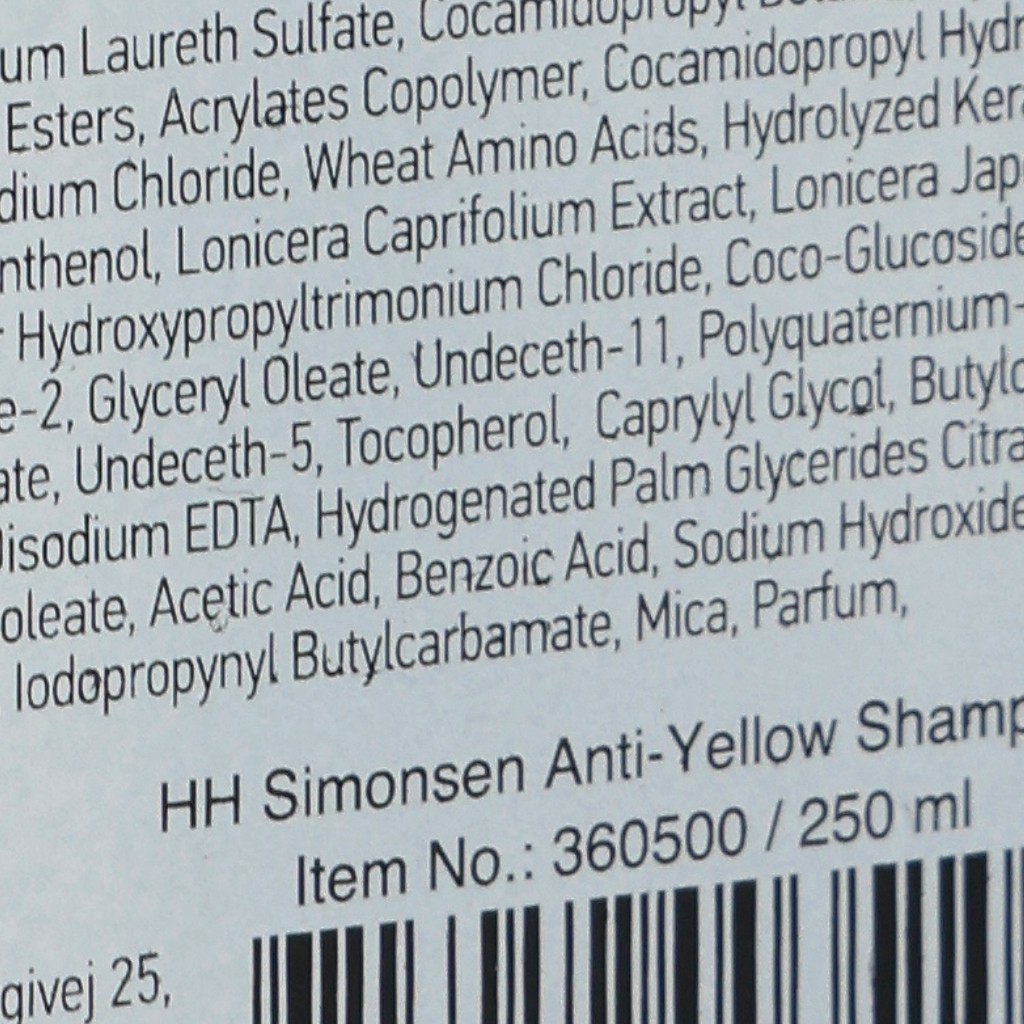 um Laureth Sulfate, Cocamidopropyl
Esters, Acrylates Copolymer, Cocamidopropyl Hydr
dium Chloride, Wheat Amino Acids, Hydrolyzed Ker
nthenol, Lonicera Caprifolium Extract, Lonicera Jap
Hydroxypropyltrimonium Chloride, Coco-Glucoside
e-2, Glyceryl Oleate, Undeceth-11, Polyquaternium-
ate, Undeceth-5, Tocopherol, Caprylyl Glycol, Butylo
Disodium EDTA, Hydrogenated Palm Glycerides Citra
oleate, Acetic Acid, Benzoic Acid, Sodium Hydroxide
Iodopropynyl Butylcarbamate, Mica, Parfum,
HH Simonsen Anti-Yellow Shamp
Item No.: 360500 / 250 ml
givej 25,